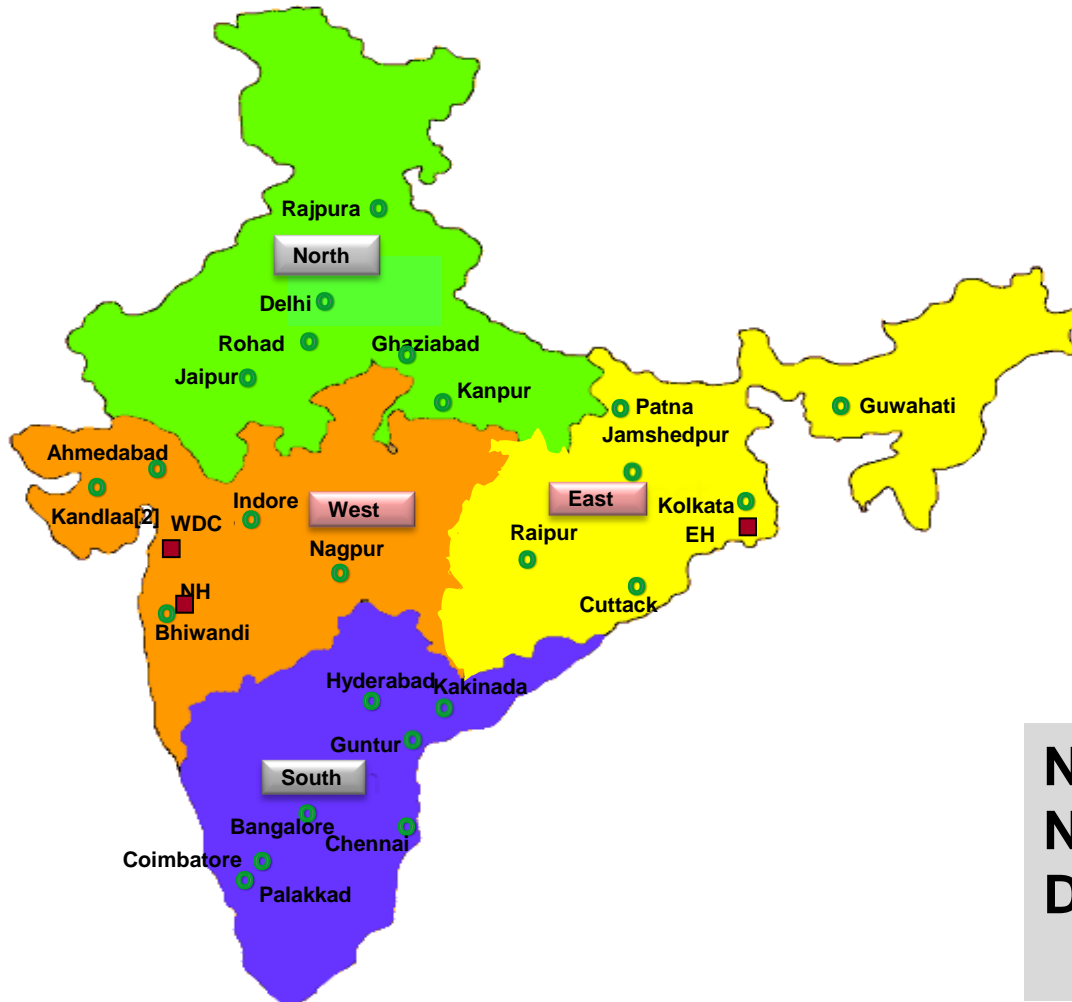 Rajpura
North
Delhi
Rohad
Ghaziabad
Jaipur
Kanpur
Patna
Guwahati
Jamshedpur
Ahmedabad
Kandlaa[2]
WDC
Indore
West
East
Kolkata
EH
Raipur
Nagpur
NH
Cuttack
Bhiwandi
Hyderabad
Kakinada
Guntur
South
Bangalore
Chennai
Coimbatore
Palakkad
N
N
D